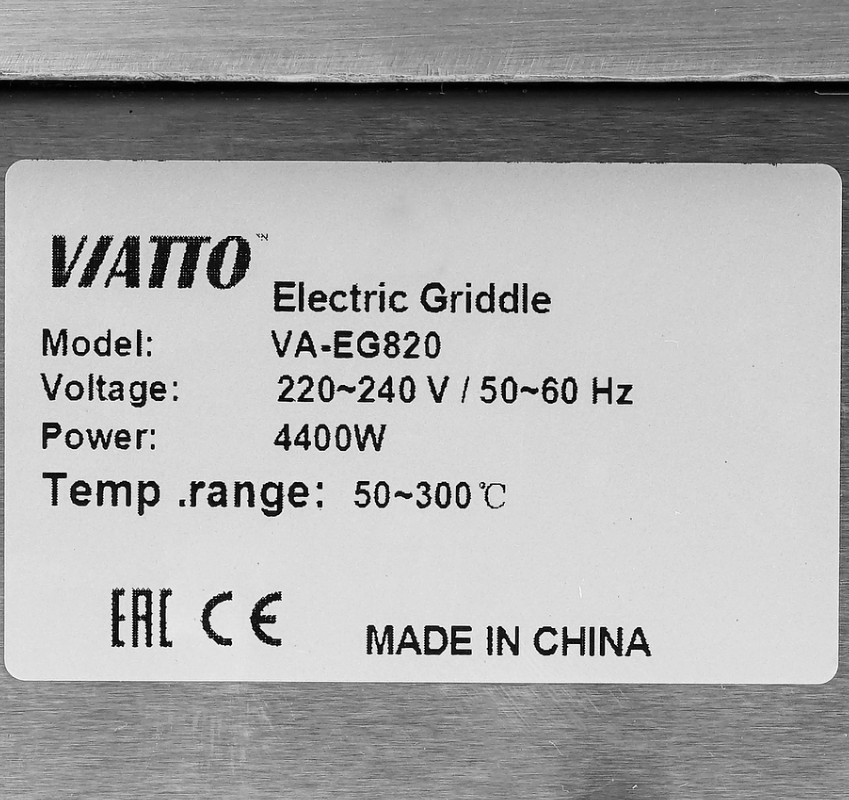 VIATTO™
Electric Griddle
Model: VA-EG820
Voltage: 220~240 V / 50~60 Hz
Power: 4400W
Temp .range: 50~300℃
EAC CE MADE IN CHINA